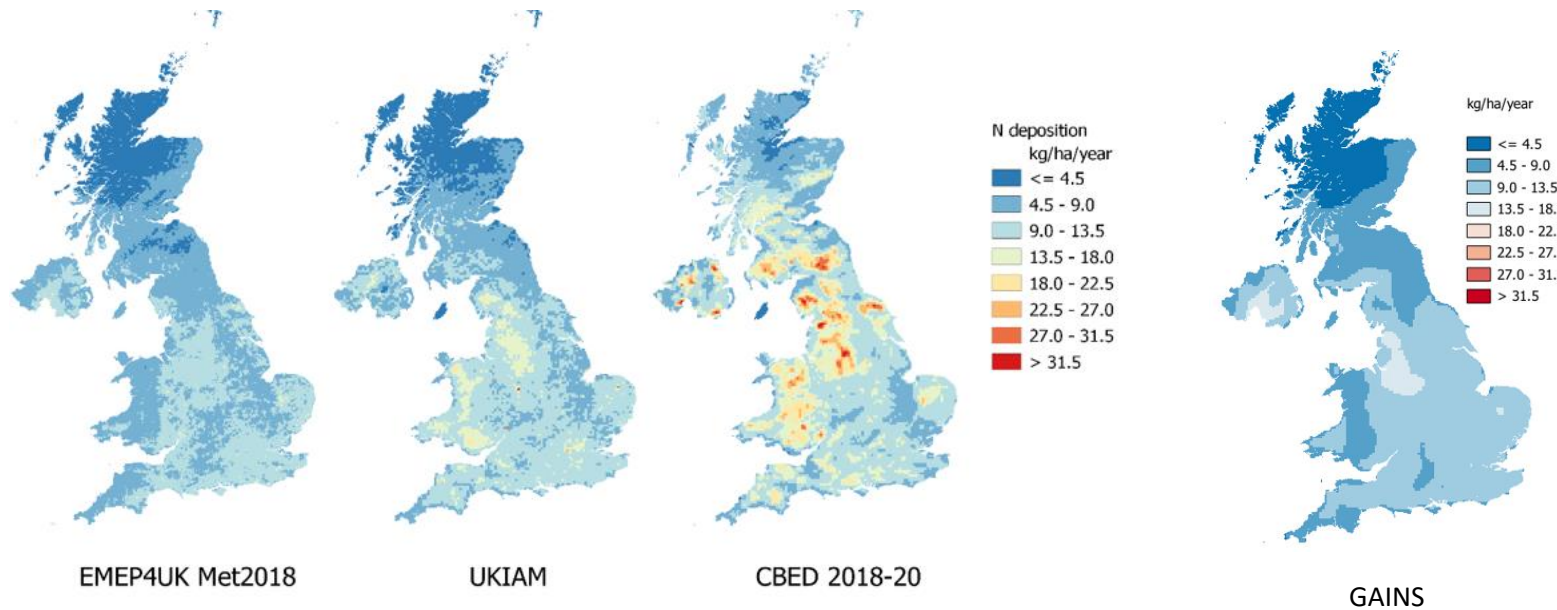 N deposition
kg/ha/year
<= 4.5
4.5 - 9.0
9.0 - 13.5
13.5 - 18.0
18.0 - 22.5
22.5 - 27.0
27.0 - 31.5
> 31.5
kg/ha/year
<= 4.5
4.5 - 9.0
9.0 - 13.5
13.5 - 18.
18.0 - 22.
22.5 - 27.
27.0 - 31.
> 31.5
EMEP4UK Met2018
UKIAM
CBED 2018-20
GAINS